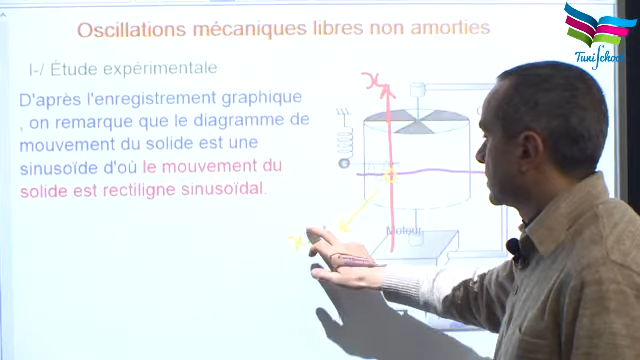 Oscillations mécaniques libres non amorties
TuniSchool
I-/ Étude expérimentale
D'après l'enregistrement graphique
, on remarque que le diagramme de
mouvement du solide est une
sinusoïde d'où le mouvement du
solide est rectiligne sinusoïdal.
x
Moteur